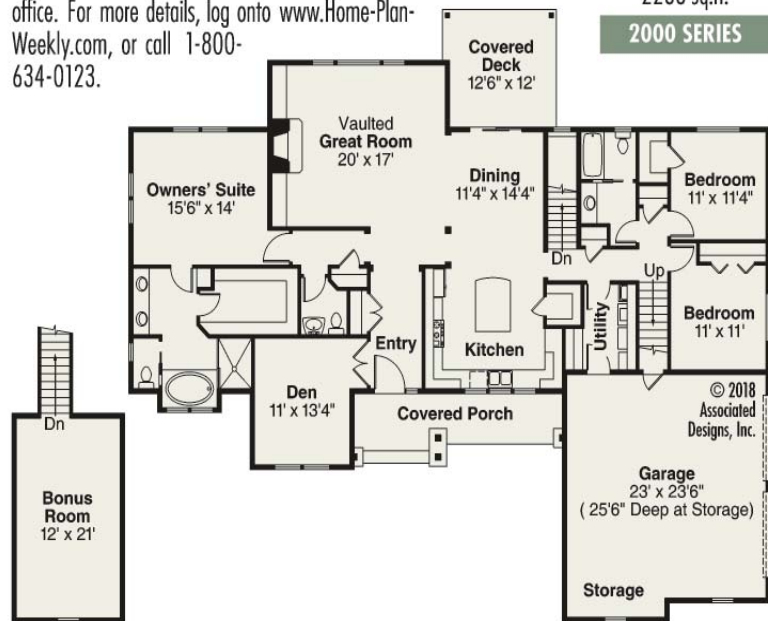 office. For more details, log onto www.Home-Plan-
Weekly.com, or call 1-800-
634-0123.
2000 SERIES
Covered
Deck
12'6" x 12'
Vaulted
Great Room
20' x 17'
Owners' Suite
15'6" x 14'
Dining
11'4" x 14'4"
Bedroom
11' x 11'4"
Dn
Up
Bedroom
11' x 11'
Utility
Entry
Kitchen
Den
11' x 13'4"
Covered Porch
© 2018
Associated
Designs, Inc.
Garage
23' x 23'6"
( 25'6" Deep at Storage)
Storage
Dn
Bonus
Room
12' x 21'